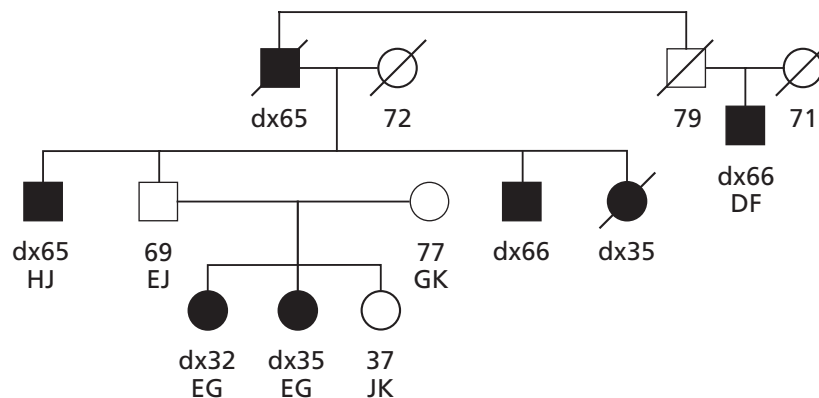 dx65 72 79 71
dx66
DF
dx65 69 77 dx66 dx35
HJ EJ GK
dx32 dx35 37
EG EG JK